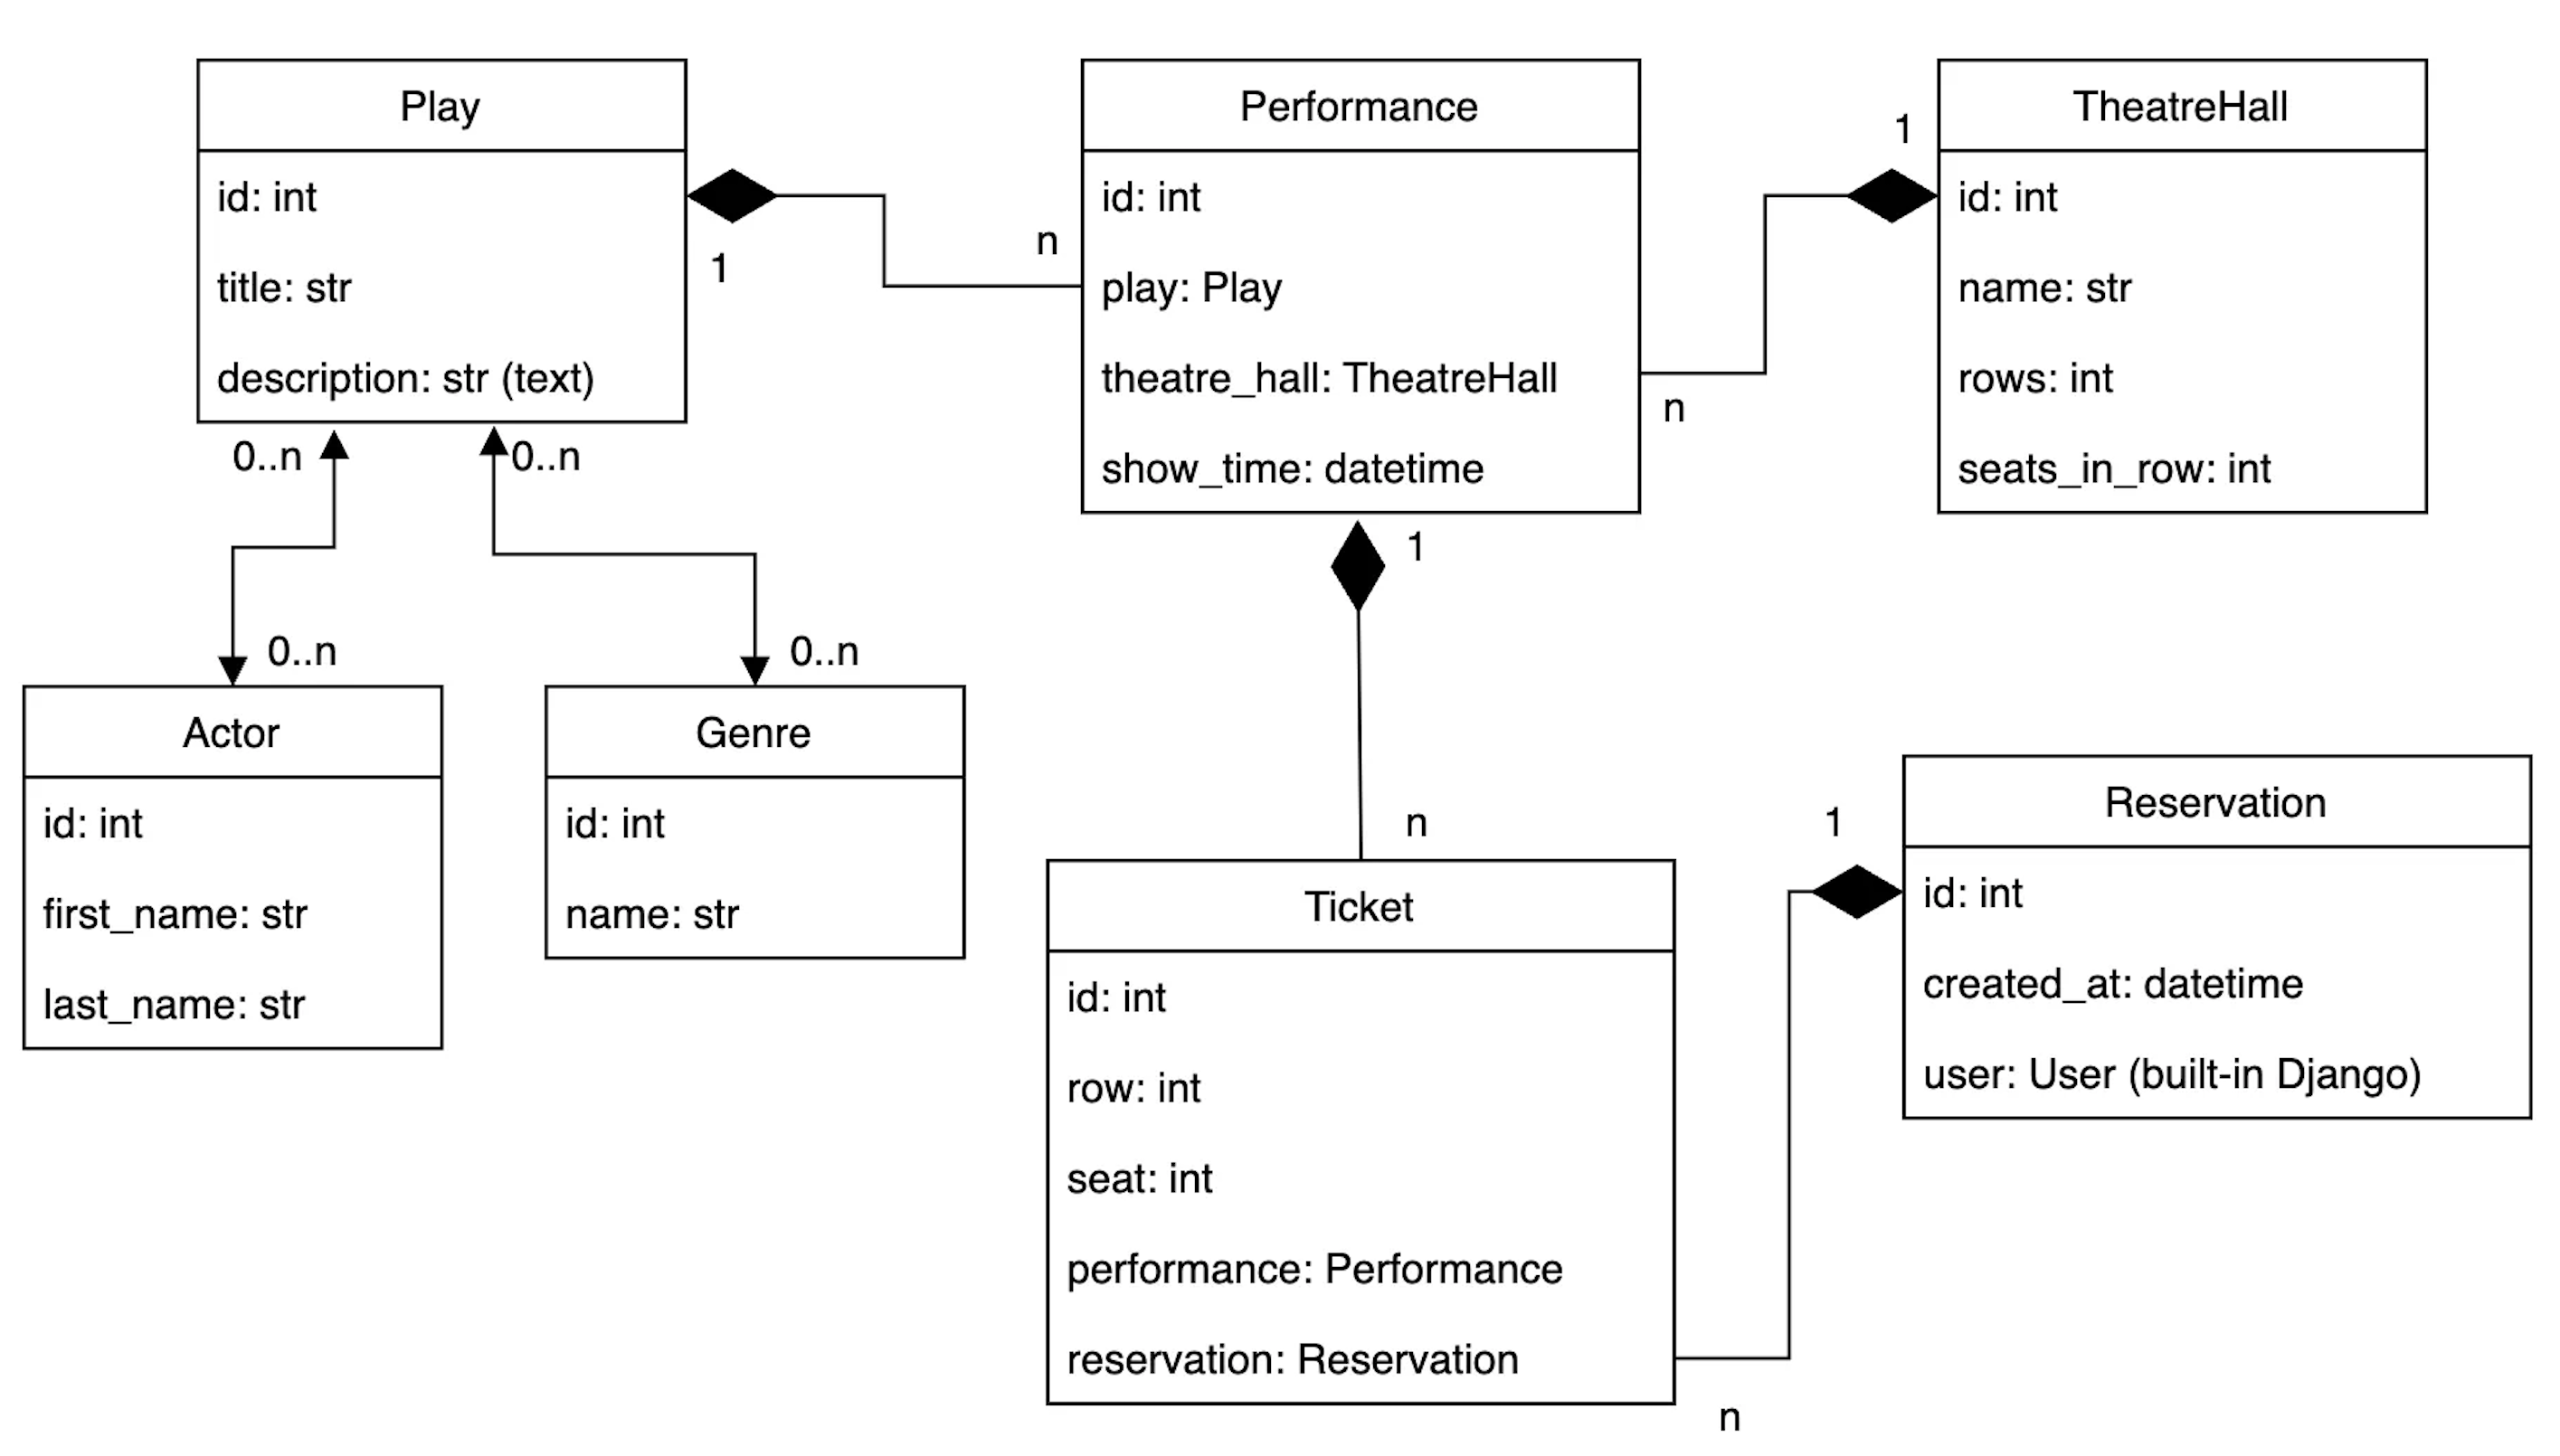 Play
id: int
title: str
description: str (text)
1
n
Performance
id: int
play: Play
theatre_hall: TheatreHall
show_time: datetime
1
n
TheatreHall
id: int
name: str
rows: int
seats_in_row: int
0..n
0..n
0..n
0..n
Actor
id: int
first_name: str
last_name: str
Genre
id: int
name: str
1
n
Ticket
id: int
row: int
seat: int
performance: Performance
reservation: Reservation
1
n
Reservation
id: int
created_at: datetime
user: User (built-in Django)